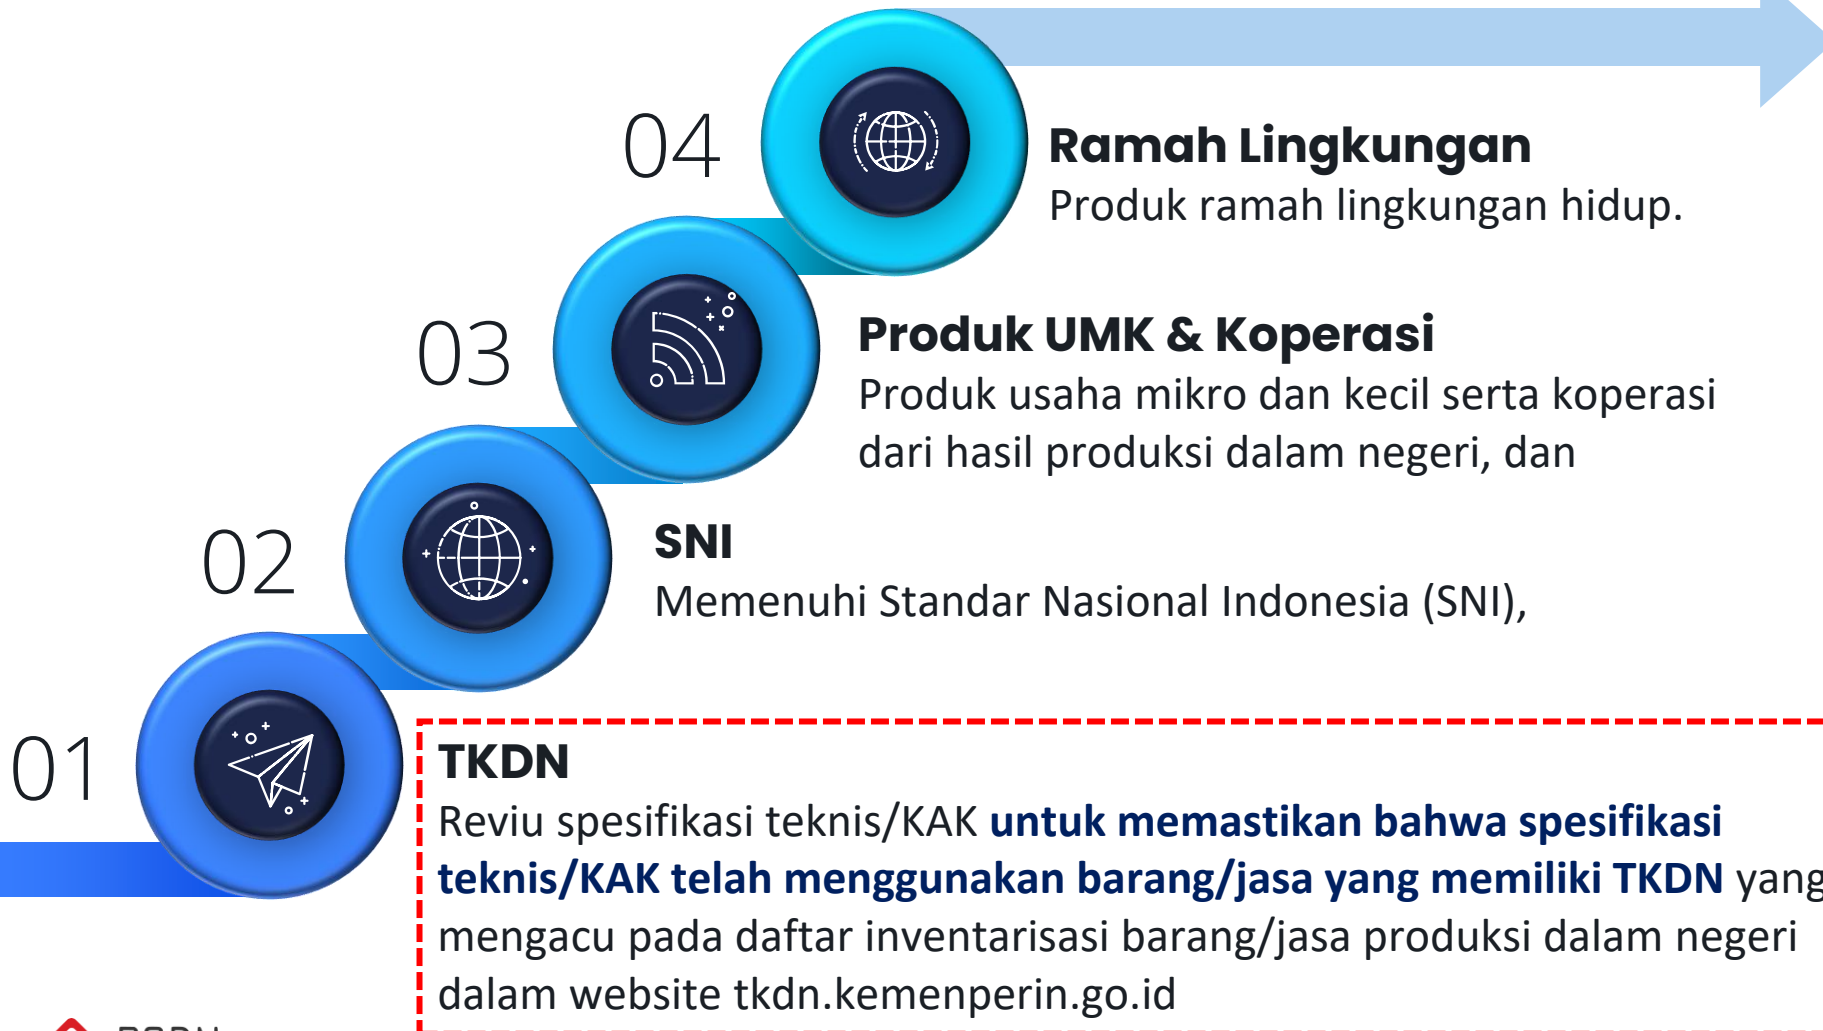 04
Ramah Lingkungan
Produk ramah lingkungan hidup.
03
Produk UMK & Koperasi
Produk usaha mikro dan kecil serta koperasi
dari hasil produksi dalam negeri, dan
02
SNI
Memenuhi Standar Nasional Indonesia (SNI),
01
TKDN
Reviu spesifikasi teknis/KAK untuk memastikan bahwa spesifikasi
teknis/KAK telah menggunakan barang/jasa yang memiliki TKDN yang
mengacu pada daftar inventarisasi barang/jasa produksi dalam negeri
dalam website tkdn.kemenperin.go.id